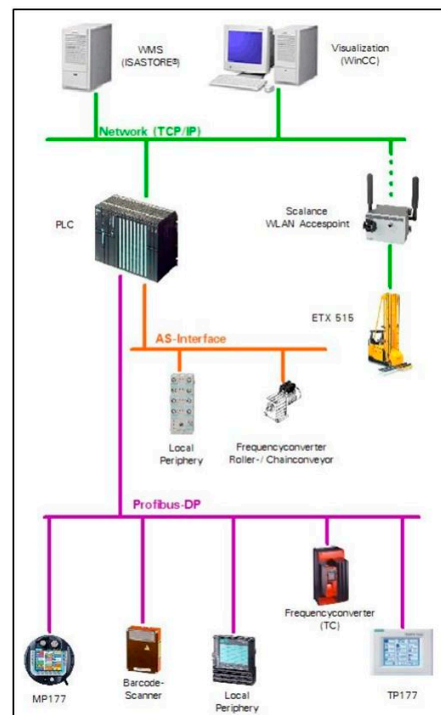 WMS
(ISASTORE®)
Visualization
(WinCC)
Network (TCP/IP)
PLC
Scalance
WLAN Accespoint
ETX 515
AS-Interface
Local
Periphery
Frequencyconverter
Roller-/ Chainconveyor
Profibus-DP
Frequencyconverter
(TC)
MP177
Barcode-
Scanner
Local
Periphery
TP177